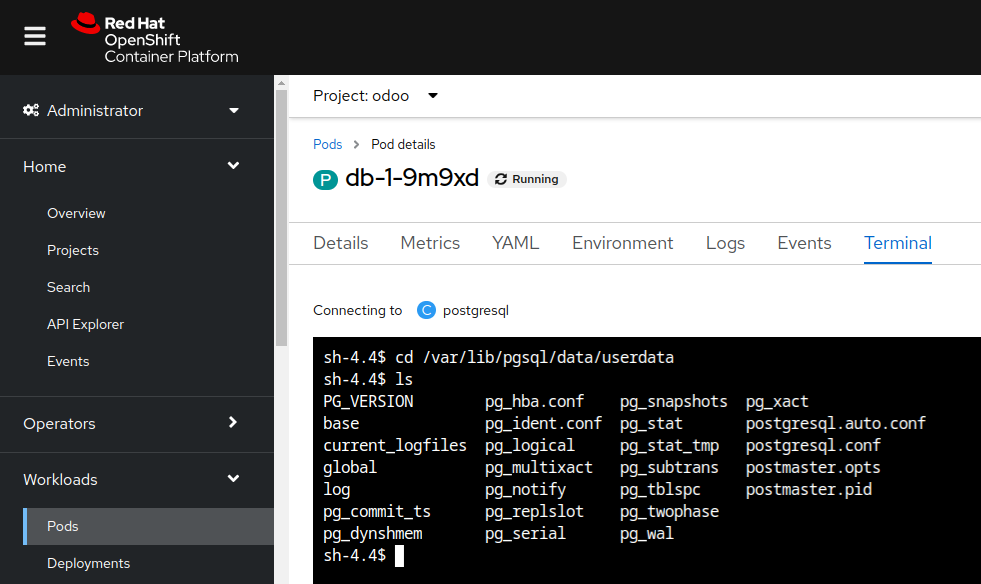 Red Hat
OpenShift
Container Platform
Administrator
Home
Overview
Projects
Search
API Explorer
Events
Operators
Workloads
Pods
Deployments
Project: odoo
Pods > Pod details
P db-1-9m9xd Running
Details Metrics YAML Environment Logs Events Terminal
Connecting to C postgresql
sh-4.4$ cd /var/lib/pgsql/data/userdata
sh-4.4$ ls
PG_VERSION pg_hba.conf pg_snapshots pg_xact
base pg_ident.conf pg_stat postgresql.auto.conf
current_logfiles pg_logical pg_stat_tmp postgresql.conf
global pg_multixact pg_subtrans postmaster.opts
log pg_notify pg_tblspc postmaster.pid
pg_commit_ts pg_replslot pg_twophase
pg_dynshmem pg_serial pg_wal
sh-4.4$